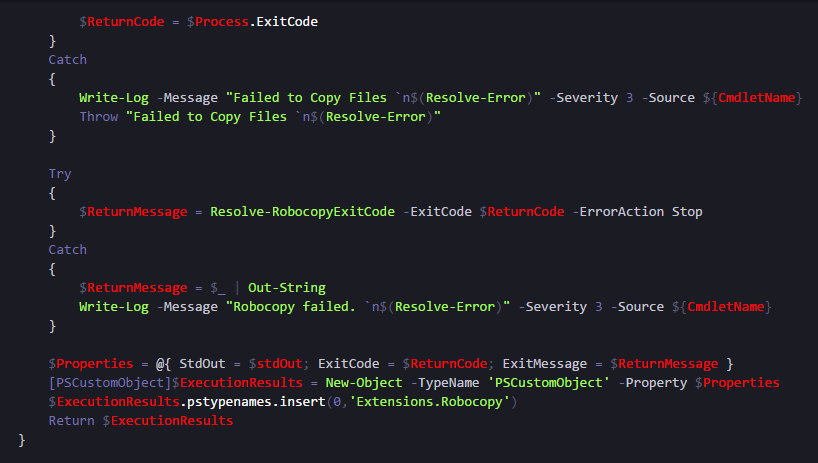 $ReturnCode = $Process.ExitCode
}
Catch
{
Write-Log -Message "Failed to Copy Files `n$(Resolve-Error)" -Severity 3 -Source ${CmdletName}
Throw "Failed to Copy Files `n$(Resolve-Error)"
}
Try
{
$ReturnMessage = Resolve-RobocopyExitCode -ExitCode $ReturnCode -ErrorAction Stop
}
Catch
{
$ReturnMessage = $_ | Out-String
Write-Log -Message "Robocopy failed. `n$(Resolve-Error)" -Severity 3 -Source ${CmdletName}
}
$Properties = @{ StdOut = $stdOut; ExitCode = $ReturnCode; ExitMessage = $ReturnMessage }
[PSCustomObject]$ExecutionResults = New-Object -TypeName 'PSCustomObject' -Property $Properties
$ExecutionResults.pstypenames.insert(0,'Extensions.Robocopy')
Return $ExecutionResults
}